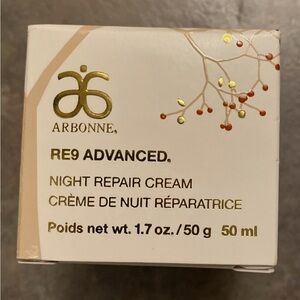 ARBONNE®
RE9 ADVANCED®
NIGHT REPAIR CREAM
CRÈME DE NUIT RÉPARATRICE
Poids net wt. 1.7 oz. / 50 g 50 ml